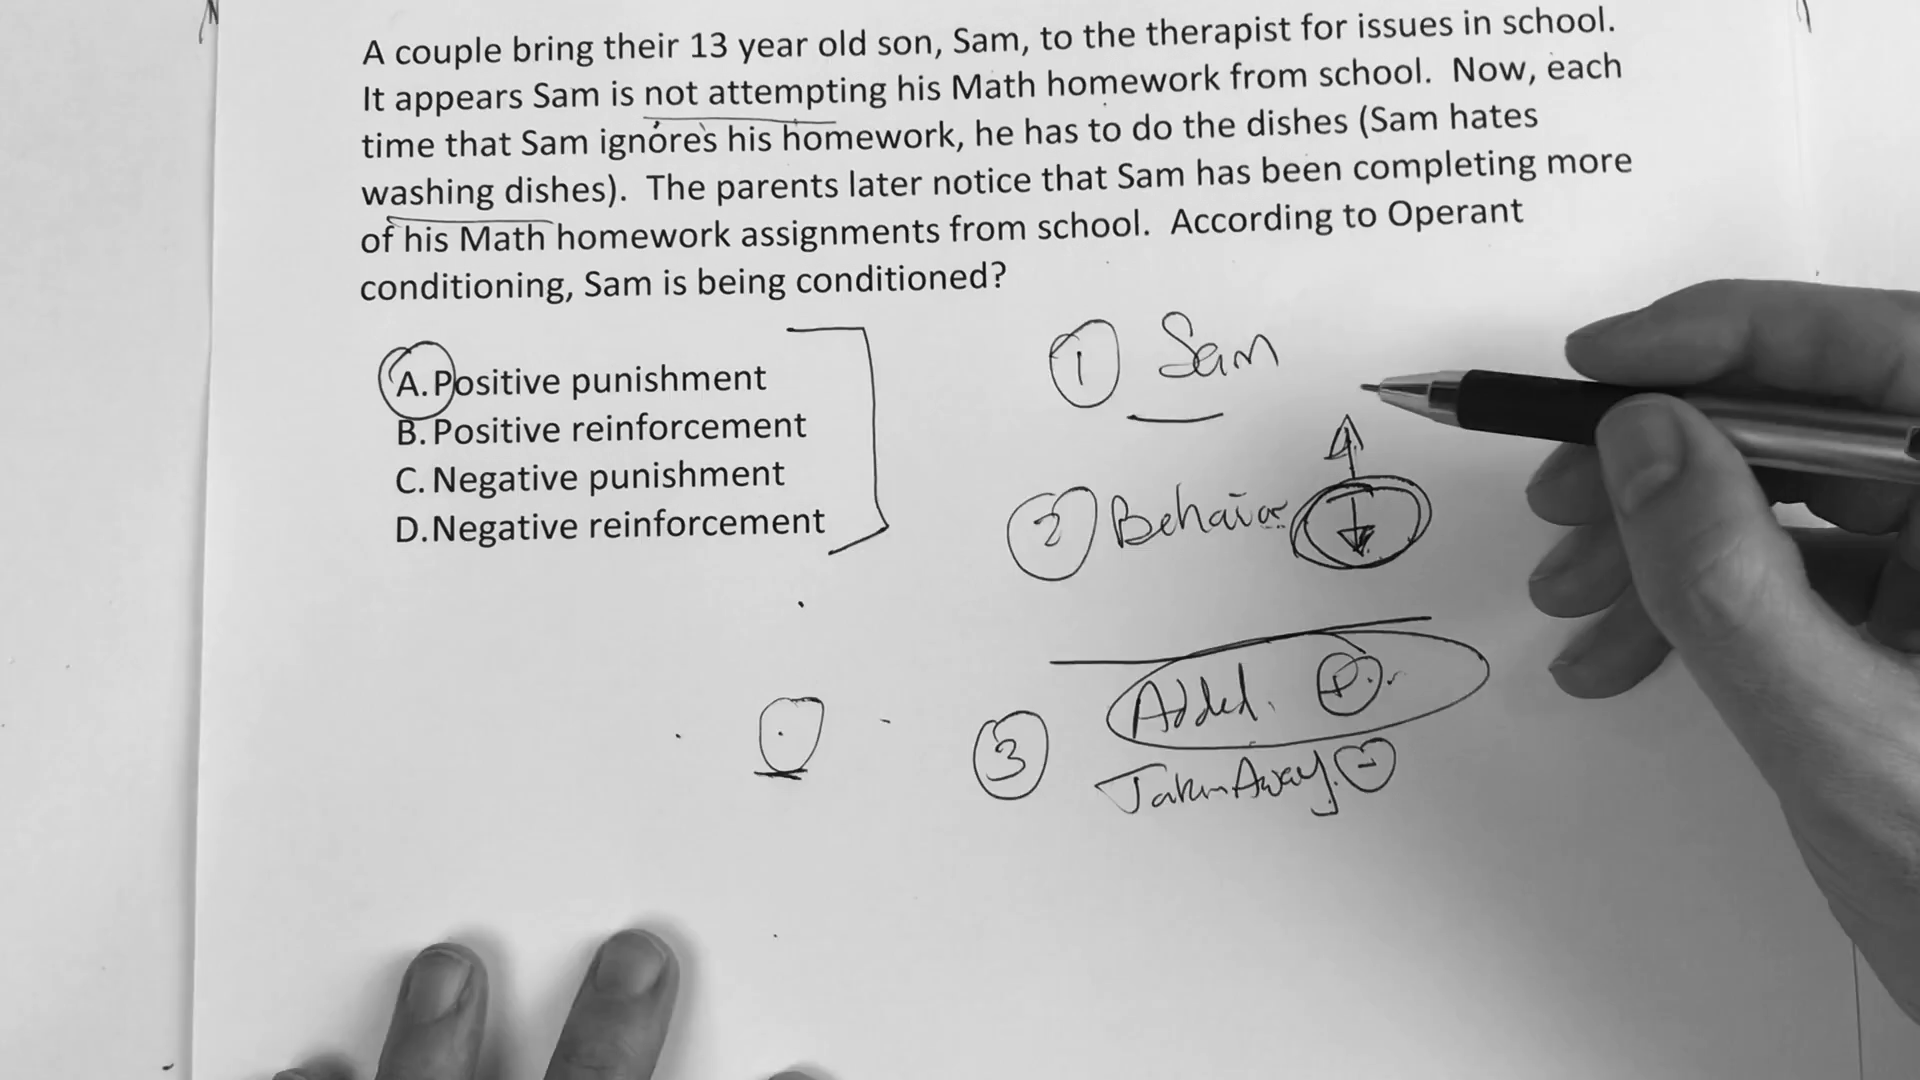 A couple bring their 13 year old son, Sam, to the therapist for issues in school.
It appears Sam is not attempting his Math homework from school. Now, each
time that Sam ignores his homework, he has to do the dishes (Sam hates
washing dishes). The parents later notice that Sam has been completing more
of his Math homework assignments from school. According to Operant
conditioning, Sam is being conditioned?
A. Positive punishment
B. Positive reinforcement
C. Negative punishment
D. Negative reinforcement
1 Sam
2 Behavior
3 Added. +
Taken Away. -